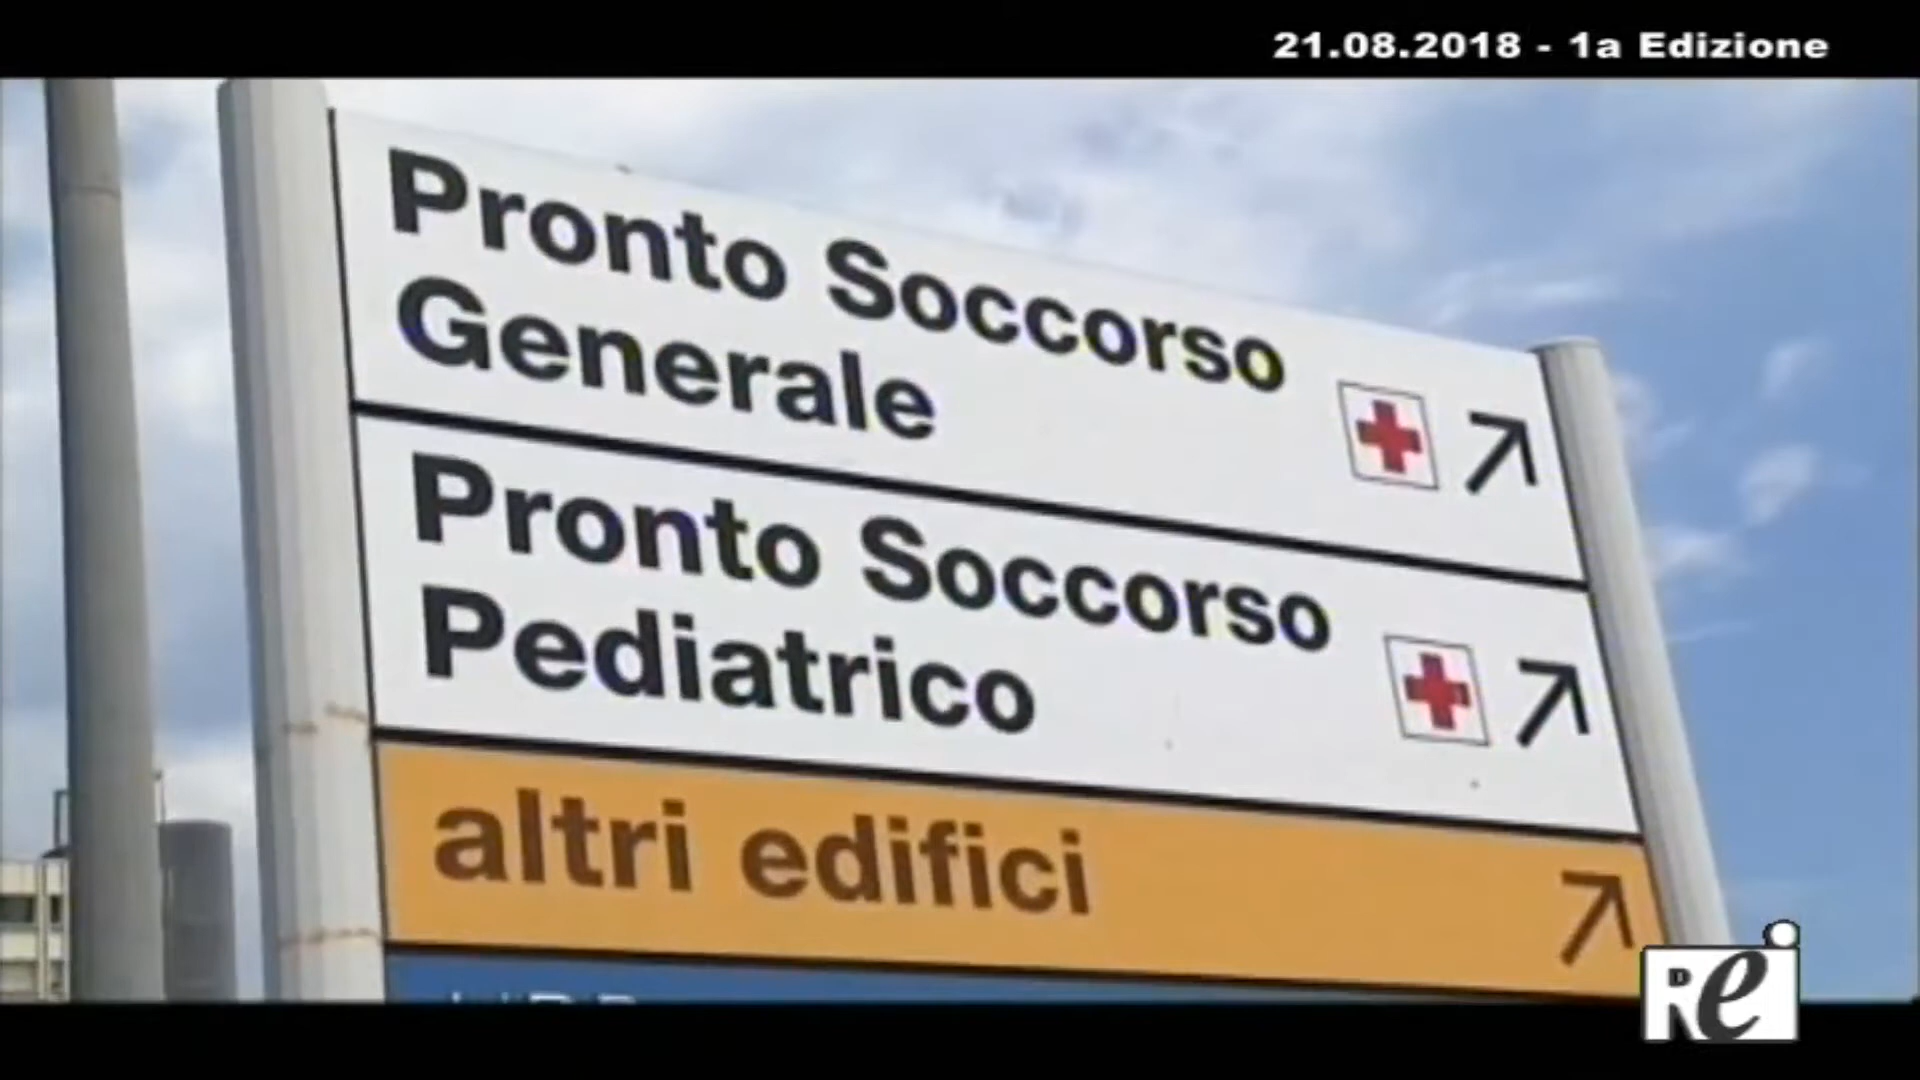 21.08.2018 - 1a Edizione
Pronto Soccorso
Generale
Pronto Soccorso
Pediatrico
altri edifici
Rei